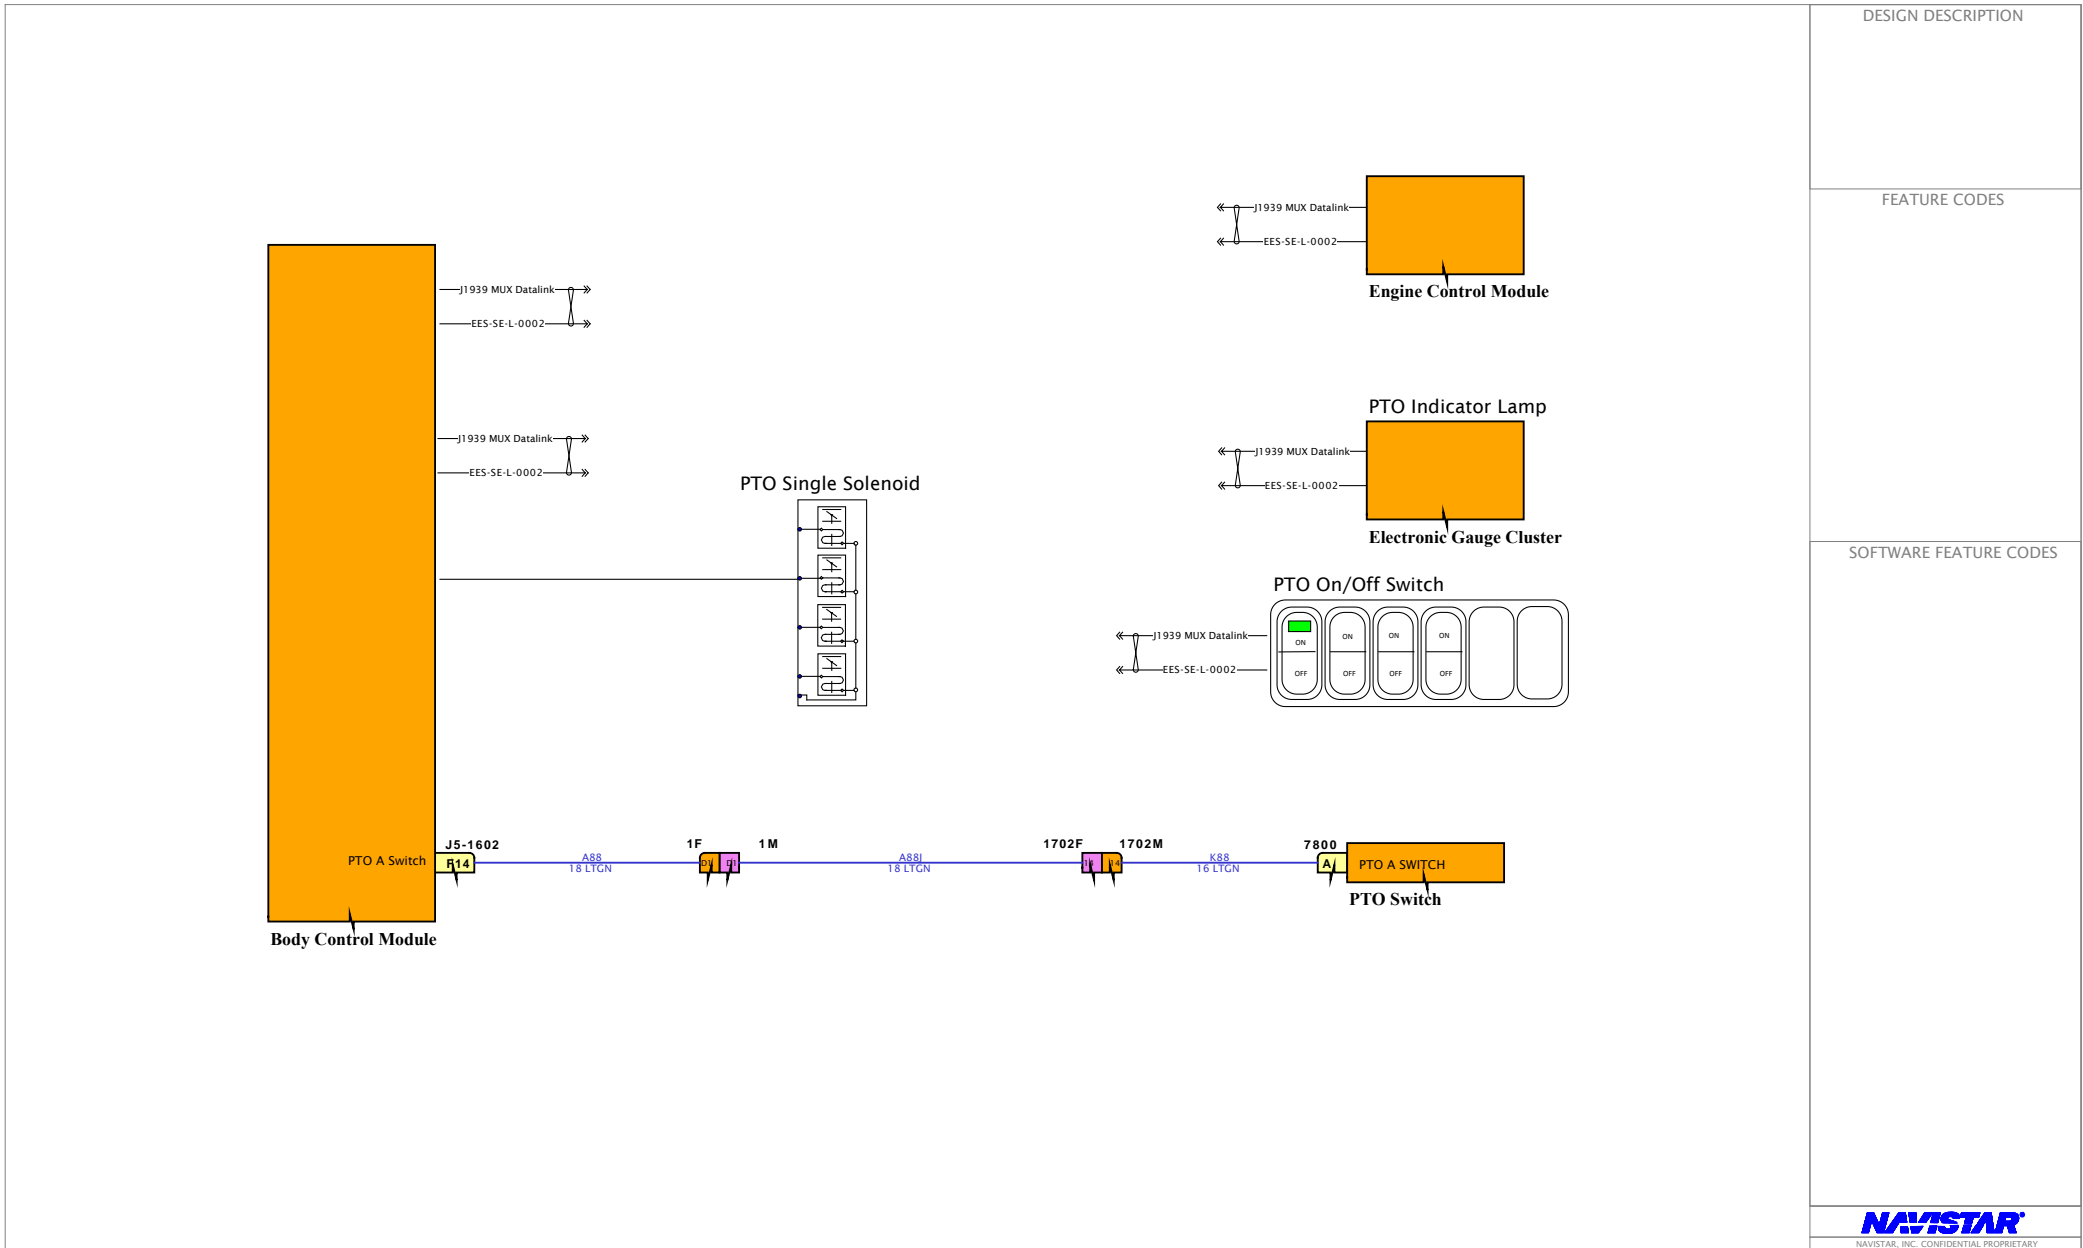 DESIGN DESCRIPTION
FEATURE CODES
SOFTWARE FEATURE CODES
J1939 MUX Datalink
EES-SE-L-0002
Engine Control Module
J1939 MUX Datalink
EES-SE-L-0002
J1939 MUX Datalink
EES-SE-L-0002
PTO Indicator Lamp
J1939 MUX Datalink
EES-SE-L-0002
Electronic Gauge Cluster
PTO Single Solenoid
PTO On/Off Switch
J1939 MUX Datalink
EES-SE-L-0002
ON ON ON ON
OFF OFF OFF OFF
J5-1602 1F 1M 1702F 1702M 7800
PTO A Switch F14 A88 D1 D1 A88J 14 14 K88 A PTO A SWITCH
18 LTGN 18 LTGN 16 LTGN
PTO Switch
Body Control Module
NAVISTAR
NAVISTAR, INC. CONFIDENTIAL PROPRIETARY